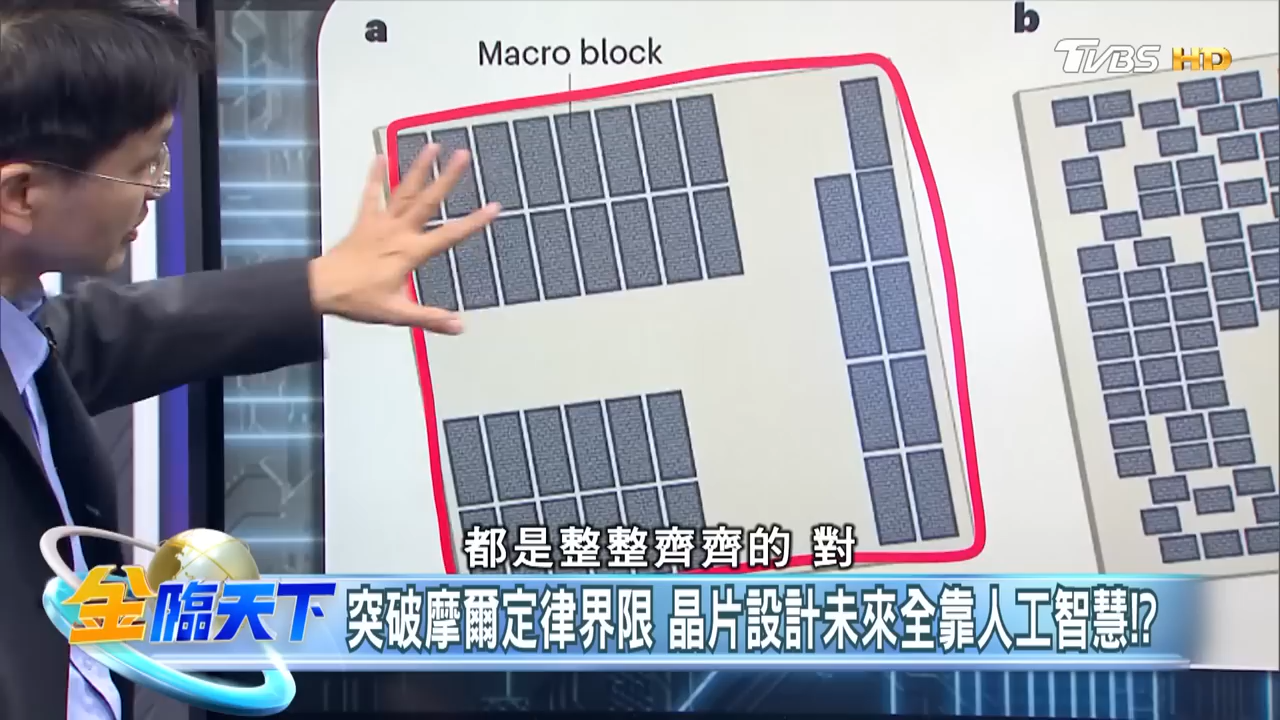 a
b
Macro block
TVBS HD
都是整整齊齊的 對
金臨天下
突破摩爾定律界限 晶片設計未來全靠人工智慧!?